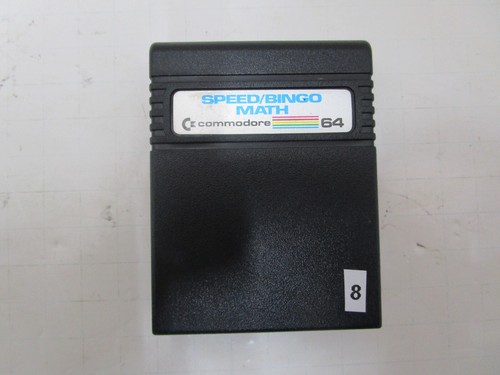 SPEED/BINGO
MATH
commodore 64
8